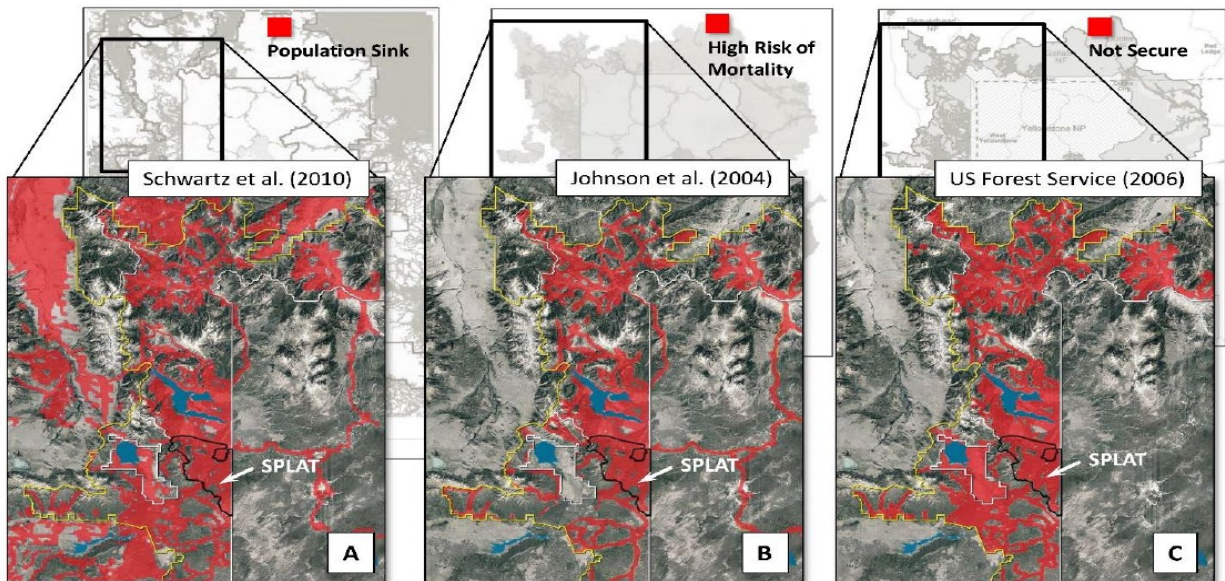 Population Sink
High Risk of
Mortality
Not Secure
Yellowstone NP
West
Yellowstone
Schwartz et al. (2010)
Johnson et al. (2004)
US Forest Service (2006)
SPLAT
SPLAT
SPLAT
A
B
C